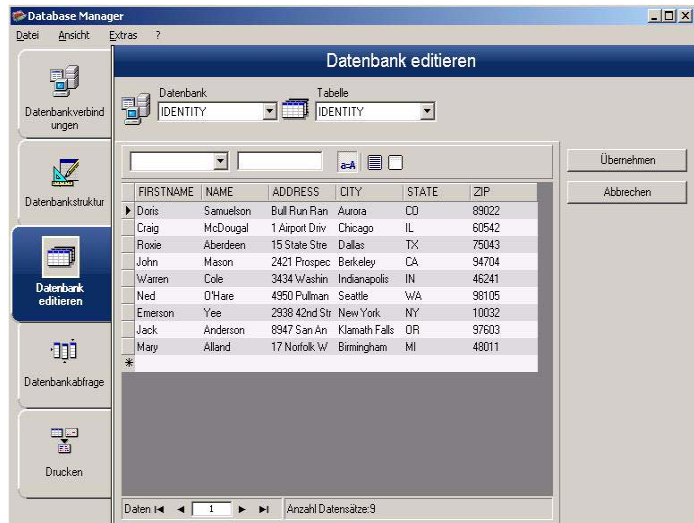 Database Manager
Datei Ansicht Extras ?
Datenbank editieren
Datenbankverbind
ungen
Datenbankstruktur
Datenbank
editieren
Datenbankabfrage
Drucken
Datenbank Tabelle
IDENTITY IDENTITY
a=A
Übernehmen
Abbrechen
FIRSTNAME NAME ADDRESS CITY STATE ZIP
Doris Samuelson Bull Run Ran Aurora CO 89022
Craig McDougal 1 Airport Driv Chicago IL 60542
Roxie Aberdeen 15 State Stre Dallas TX 75043
John Mason 2421 Prospec Berkeley CA 94704
Warren Cole 3434 Washin Indianapolis IN 46241
Ned O'Hare 4950 Pullman Seattle WA 98105
Emerson Yee 2938 42nd Str New York NY 10032
Jack Anderson 8947 San An Klamath Falls OR 97603
Mary Alland 17 Norfolk W Birmingham MI 48011
Daten 1 Anzahl Datensätze:9